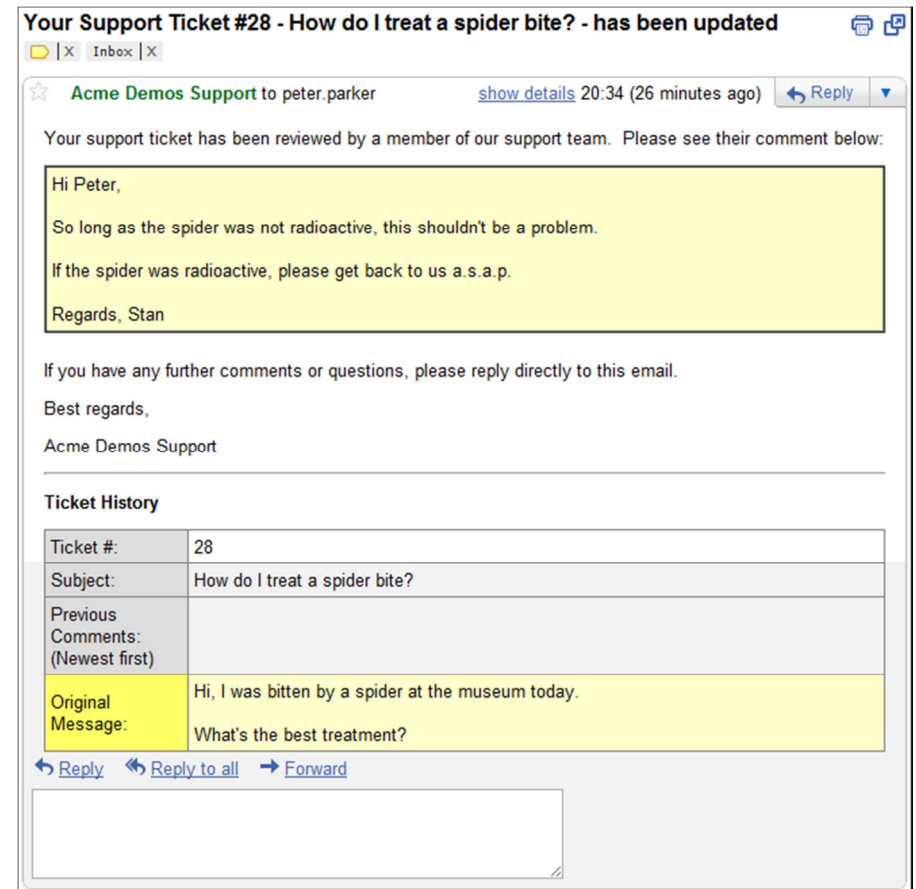 Your Support Ticket #28 - How do I treat a spider bite? - has been updated
X Inbox X
Acme Demos Support to peter.parker show details 20:34 (26 minutes ago) Reply
Your support ticket has been reviewed by a member of our support team. Please see their comment below:
Hi Peter,
So long as the spider was not radioactive, this shouldn't be a problem.
If the spider was radioactive, please get back to us a.s.a.p.
Regards, Stan
If you have any further comments or questions, please reply directly to this email.
Best regards,
Acme Demos Support
Ticket History
Ticket #: 28
Subject: How do I treat a spider bite?
Previous
Comments:
(Newest first)
Original
Message:
Hi, I was bitten by a spider at the museum today.
What's the best treatment?
Reply Reply to all Forward